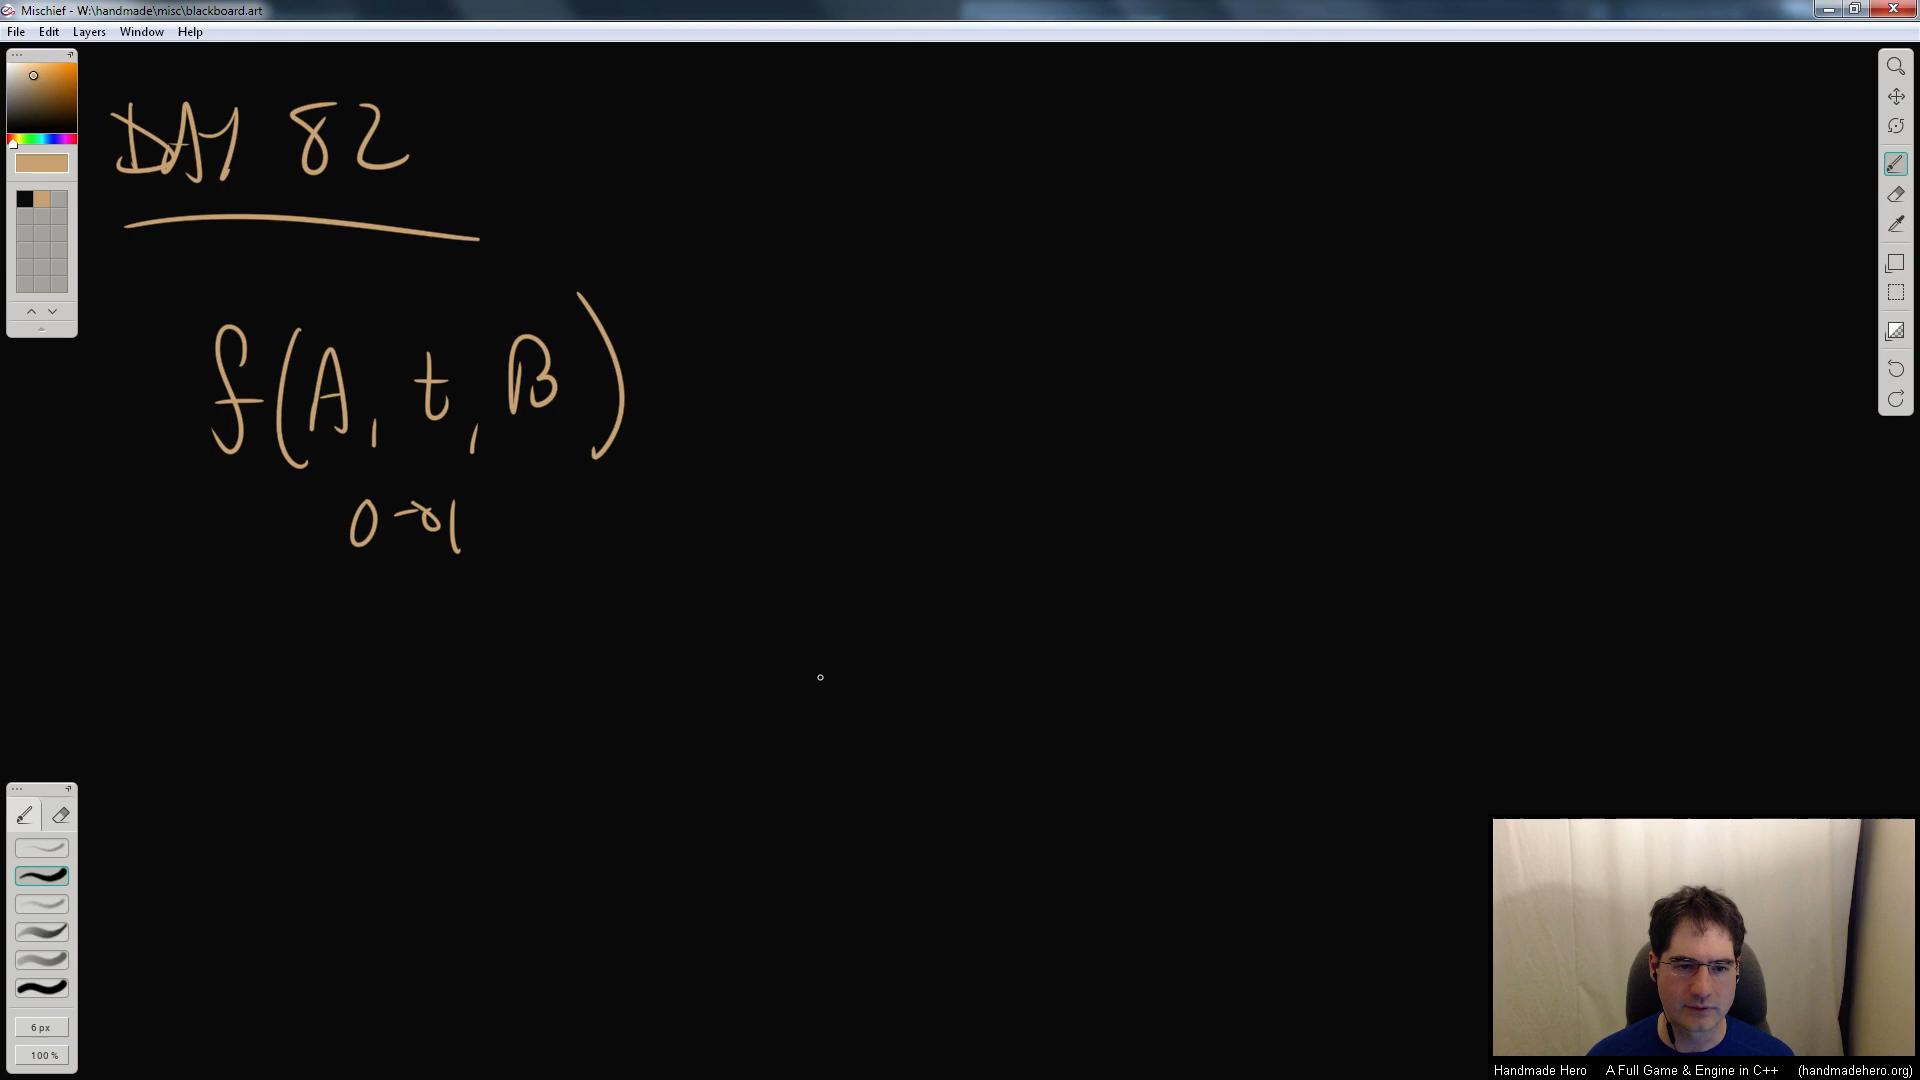 Mischief - W:\handmade\misc\blackboard.art
File Edit Layers Window Help
DAY 82
f(A, t, B)
0→1
6 px
100 %
Handmade Hero A Full Game & Engine in C++ (handmadehero.org)